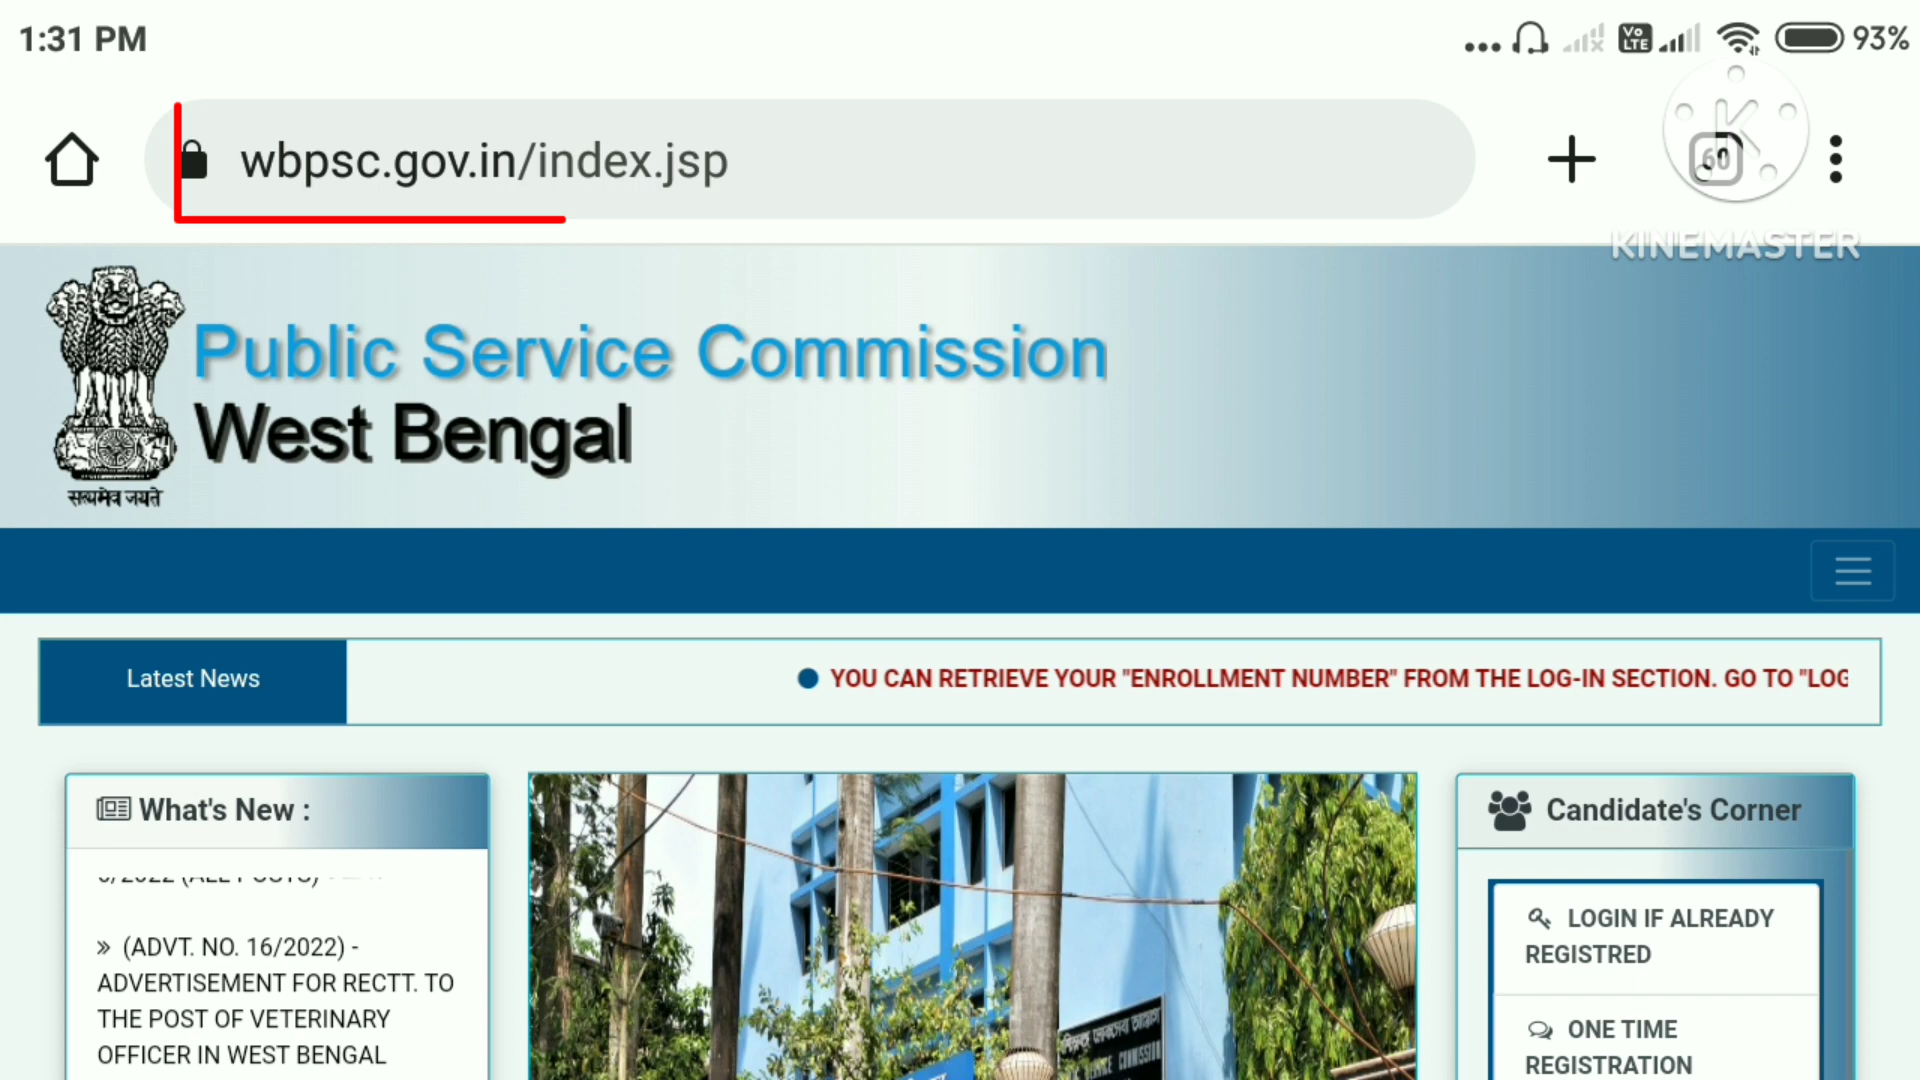 1:31 PM
Vo LTE
93%
wbpsc.gov.in/index.jsp
60
KINEMASTER
Public Service Commission
West Bengal
सत्यमेव जयते
Latest News
YOU CAN RETRIEVE YOUR "ENROLLMENT NUMBER" FROM THE LOG-IN SECTION. GO TO "LOG
What's New :
» (ADVT. NO. 16/2022) -
ADVERTISEMENT FOR RECTT. TO
THE POST OF VETERINARY
OFFICER IN WEST BENGAL
Candidate's Corner
LOGIN IF ALREADY
REGISTRED
ONE TIME
REGISTRATION